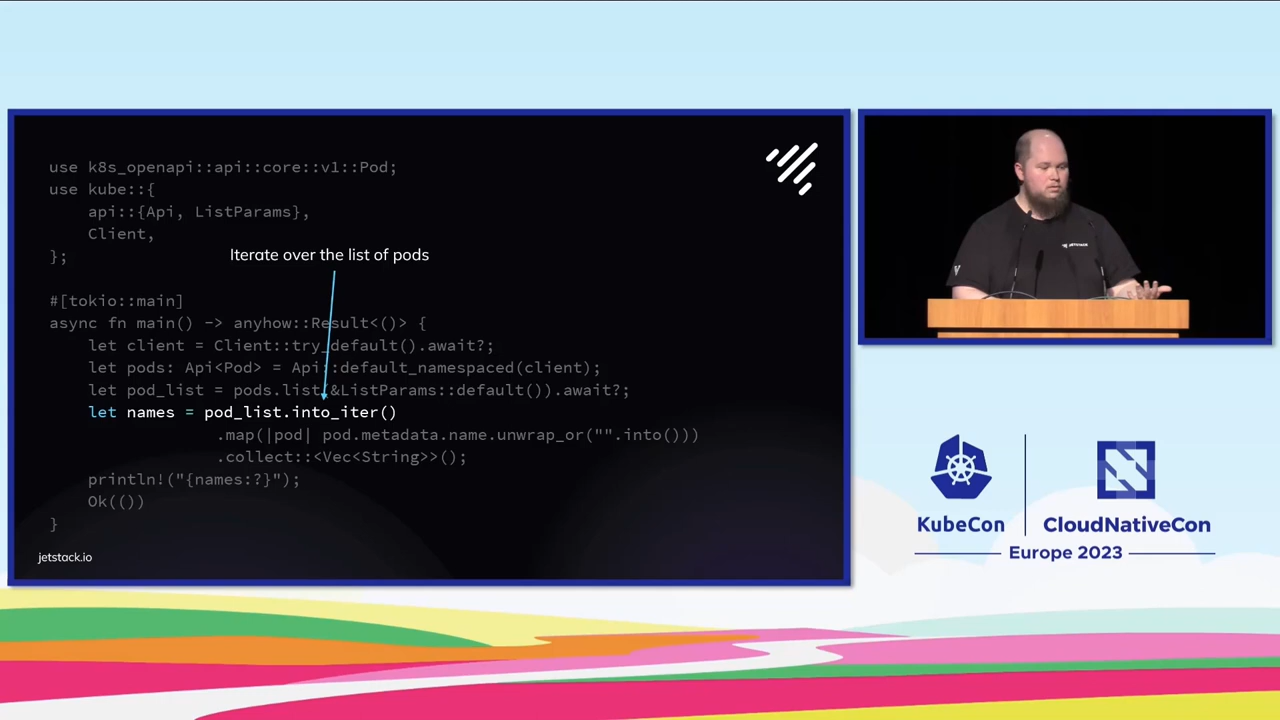 use k8s_openapi::api::core::v1::Pod;
use kube::{
    api::{Api, ListParams},
    Client,
};
Iterate over the list of pods
#[tokio::main]
async fn main() -> anyhow::Result<()> {
    let client = Client::try_default().await?;
    let pods: Api<Pod> = Api::default_namespaced(client);
    let pod_list = pods.list(&ListParams::default()).await?;
    let names = pod_list.into_iter()
                 .map(|pod| pod.metadata.name.unwrap_or("".into()))
                 .collect::<Vec<String>>();
    println!("{names:?}");
    Ok(())
}
jetstack.io
JETSTACK
KubeCon
CloudNativeCon
Europe 2023